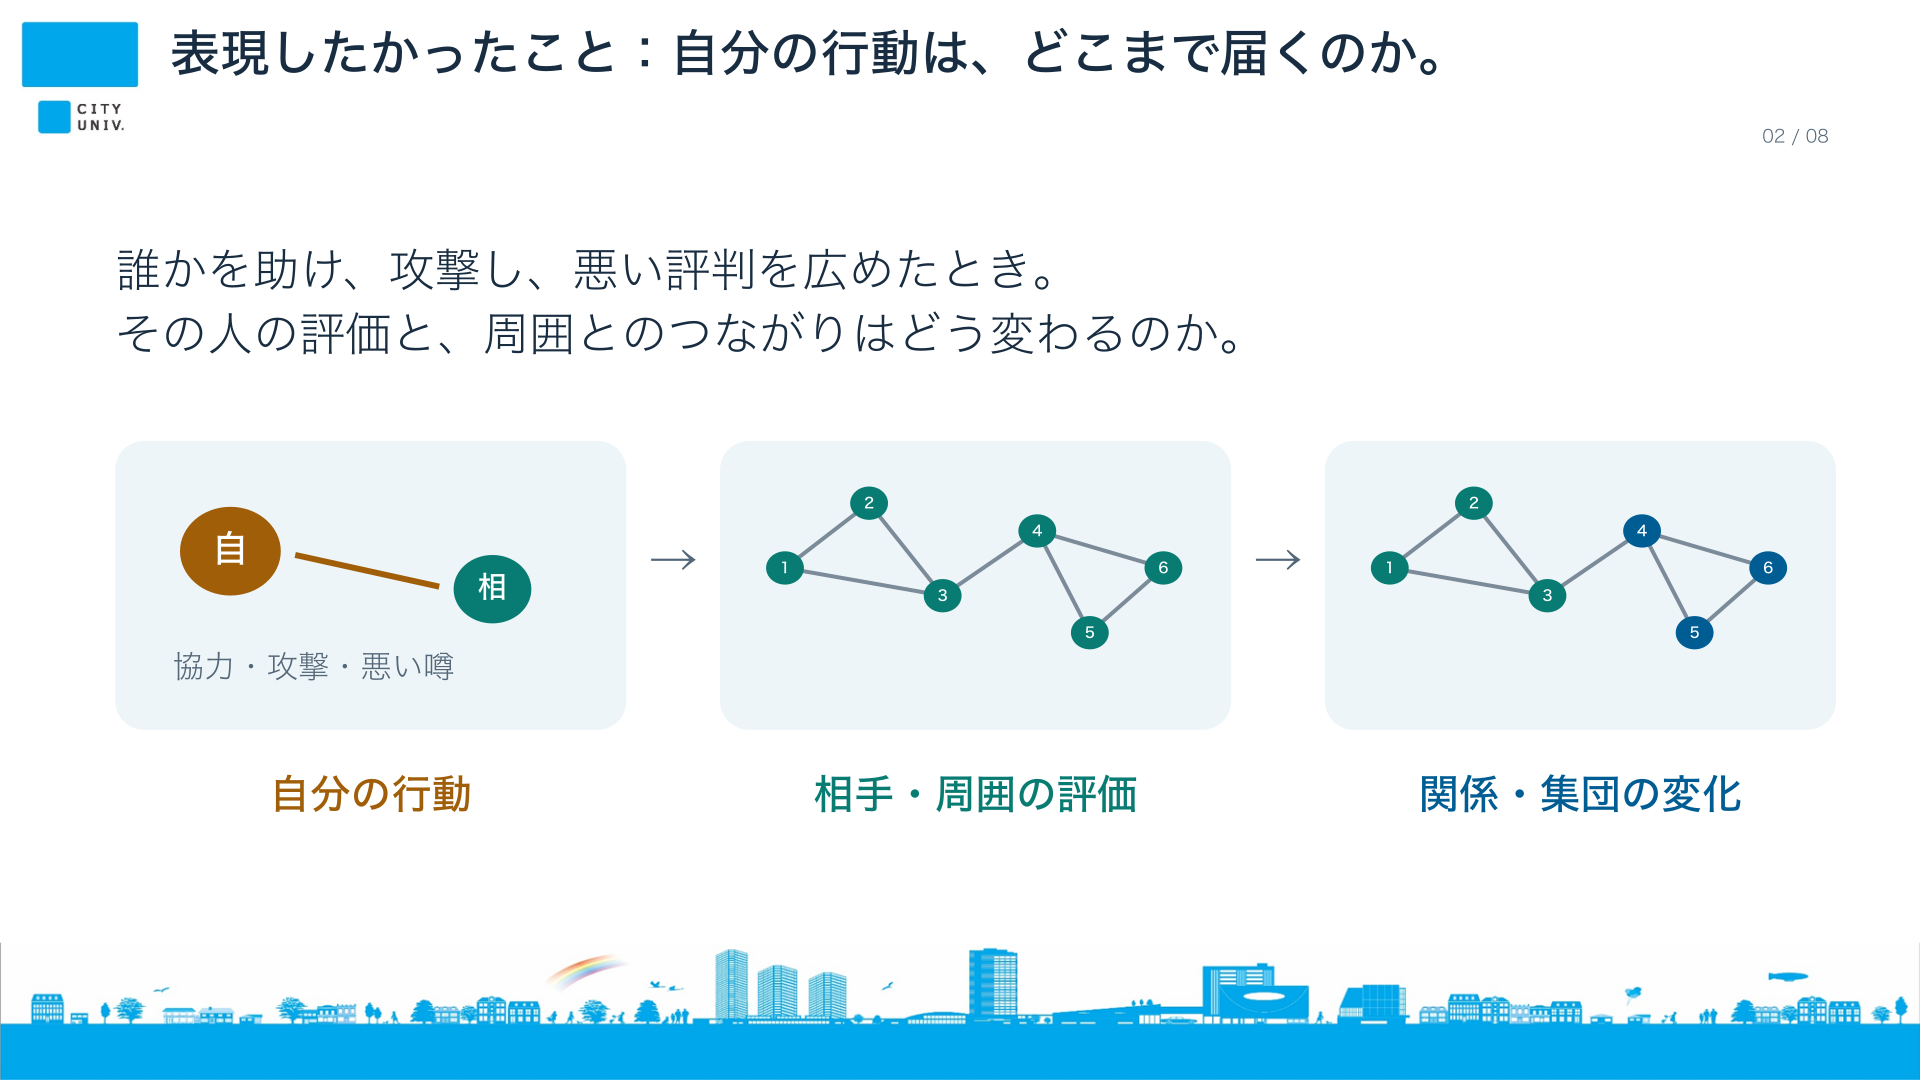 表現したかったこと：自分の行動は、どこまで届くのか。
CITY
UNIV.
02 / 08
誰かを助け、攻撃し、悪い評判を広めたとき。
その人の評価と、周囲とのつながりはどう変わるのか。
自
相
協力・攻撃・悪い噂
→
1
2
3
4
5
6
→
1
2
3
4
5
6
自分の行動
相手・周囲の評価
関係・集団の変化